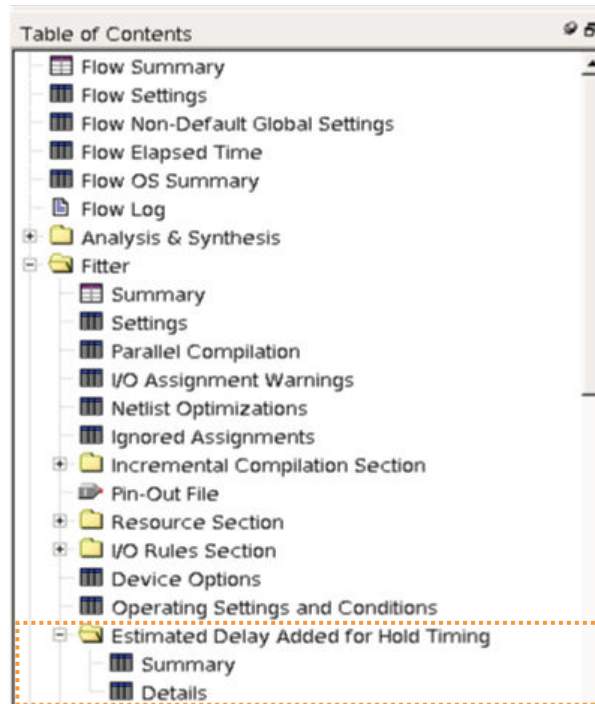 Table of Contents
Flow Summary
Flow Settings
Flow Non-Default Global Settings
Flow Elapsed Time
Flow OS Summary
Flow Log
Analysis & Synthesis
Fitter
Summary
Settings
Parallel Compilation
I/O Assignment Warnings
Netlist Optimizations
Ignored Assignments
Incremental Compilation Section
Pin-Out File
Resource Section
I/O Rules Section
Device Options
Operating Settings and Conditions
Estimated Delay Added for Hold Timing
Summary
Details